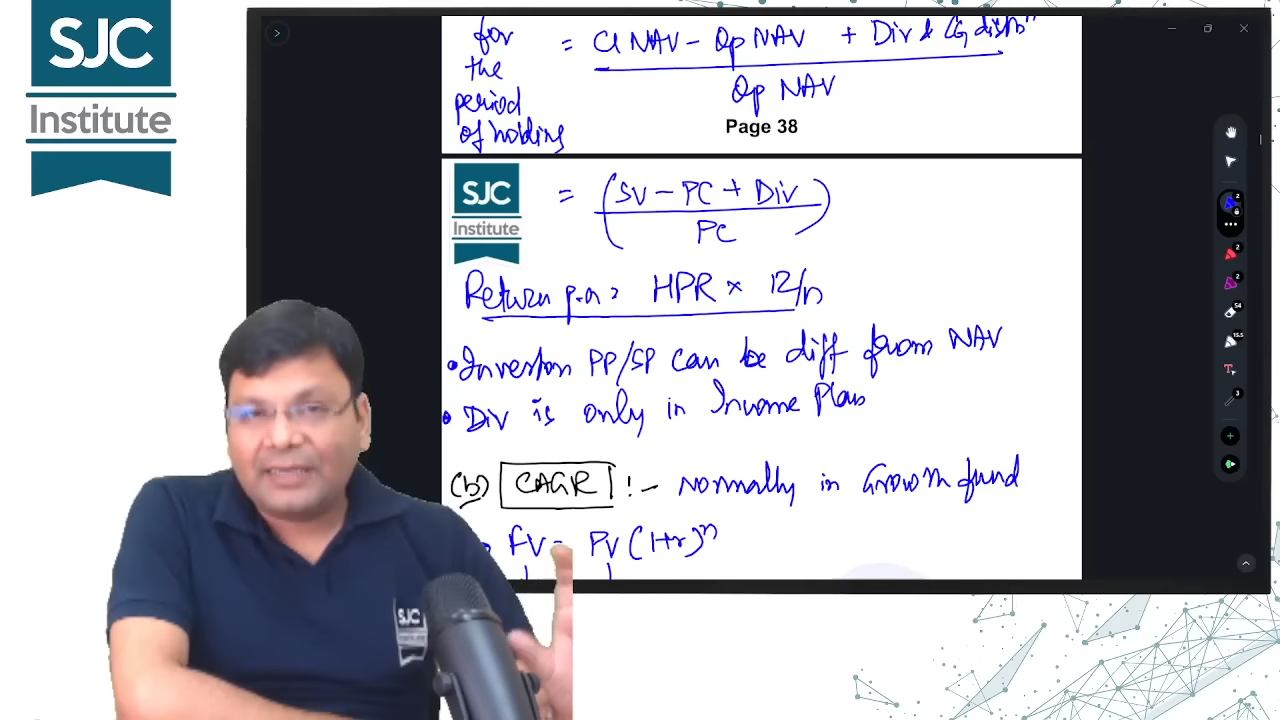 SJC
Institute
for
the
period
of holding
= Cl NAV - Op NAV + Div & CG distbn
Op NAV
Page 38
SJC
Institute
= (SV - PC + Div)
PC
Return p.a = HPR × 12/n
• Investors PP/SP can be diff from NAV
• Div is only in Income Plan
(b) CAGR :- Normally in Growth fund
FV = PV (1+r)^n
SJC